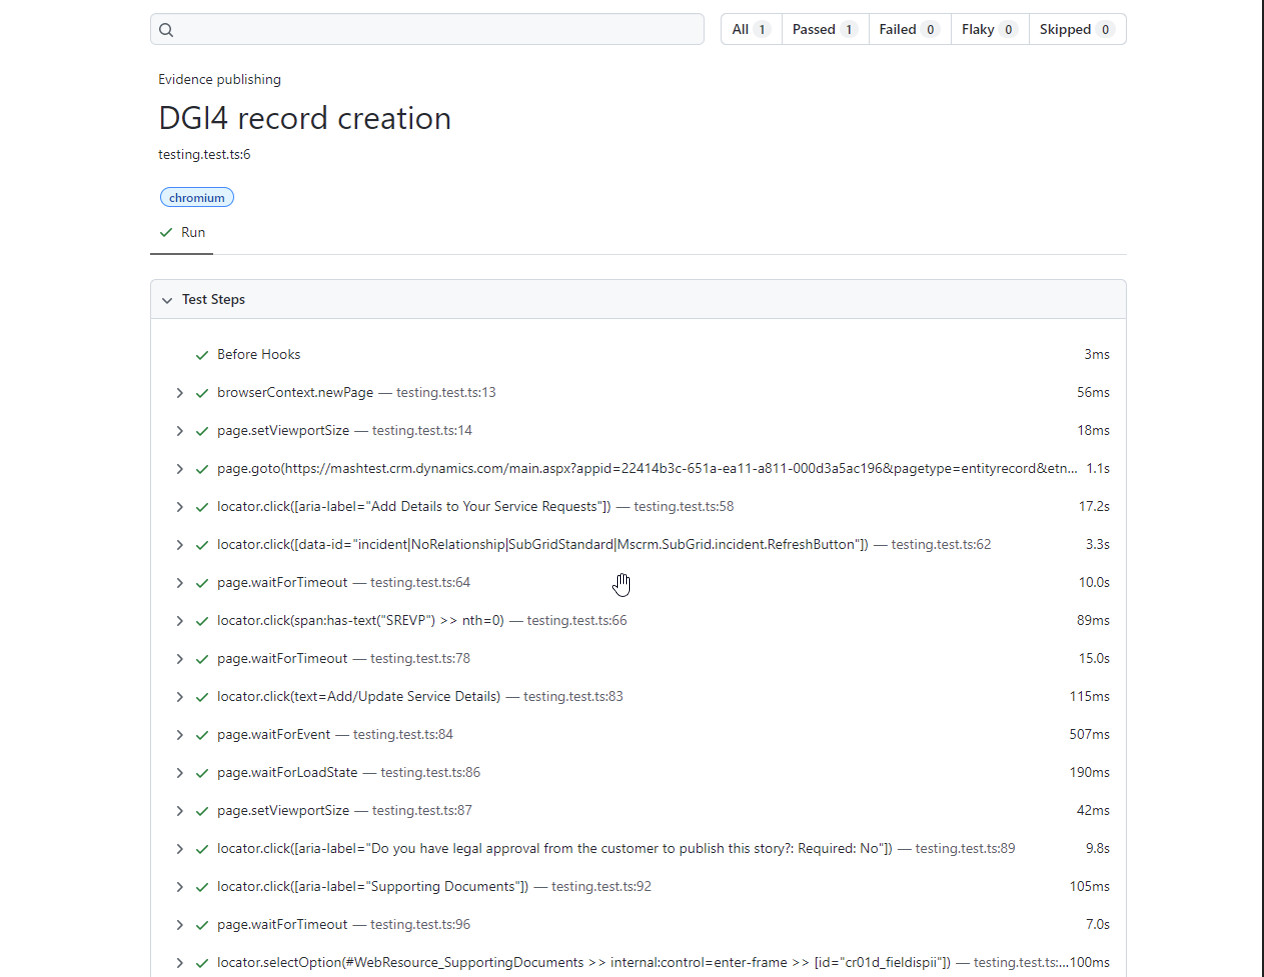 All 1 Passed 1 Failed 0 Flaky 0 Skipped 0
Evidence publishing
DGI4 record creation
testing.test.ts:6
chromium
Run
Test Steps
Before Hooks 3ms
browserContext.newPage — testing.test.ts:13 56ms
page.setViewportSize — testing.test.ts:14 18ms
page.goto(https://mashtest.crm.dynamics.com/main.aspx?appid=22414b3c-651a-ea11-a811-000d3a5ac196&pagetype=entityrecord&etn... 1.1s
locator.click([aria-label="Add Details to Your Service Requests"]) — testing.test.ts:58 17.2s
locator.click([data-id="incident|NoRelationship|SubGridStandard|Mscrm.SubGrid.incident.RefreshButton"]) — testing.test.ts:62 3.3s
page.waitForTimeout — testing.test.ts:64 10.0s
locator.click(span:has-text("SREVP") >> nth=0) — testing.test.ts:66 89ms
page.waitForTimeout — testing.test.ts:78 15.0s
locator.click(text=Add/Update Service Details) — testing.test.ts:83 115ms
page.waitForEvent — testing.test.ts:84 507ms
page.waitForLoadState — testing.test.ts:86 190ms
page.setViewportSize — testing.test.ts:87 42ms
locator.click([aria-label="Do you have legal approval from the customer to publish this story?: Required: No"]) — testing.test.ts:89 9.8s
locator.click([aria-label="Supporting Documents"]) — testing.test.ts:92 105ms
page.waitForTimeout — testing.test.ts:96 7.0s
locator.selectOption(#WebResource_SupportingDocuments >> internal:control=enter-frame >> [id="cr01d_fieldispii"]) — testing.test.ts:... 100ms